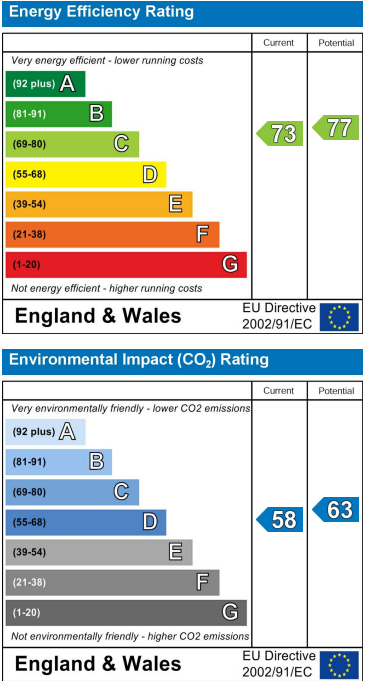 Energy Efficiency Rating
Current Potential
Very energy efficient - lower running costs
(92 plus) A
(81-91) B
(69-80) C
(55-68) D
(39-54) E
(21-38) F
(1-20) G
73
77
Not energy efficient - higher running costs
England & Wales
EU Directive
2002/91/EC
Environmental Impact (CO₂) Rating
Current Potential
Very environmentally friendly - lower CO2 emissions
(92 plus) A
(81-91) B
(69-80) C
(55-68) D
(39-54) E
(21-38) F
(1-20) G
58
63
Not environmentally friendly - higher CO2 emissions
England & Wales
EU Directive
2002/91/EC